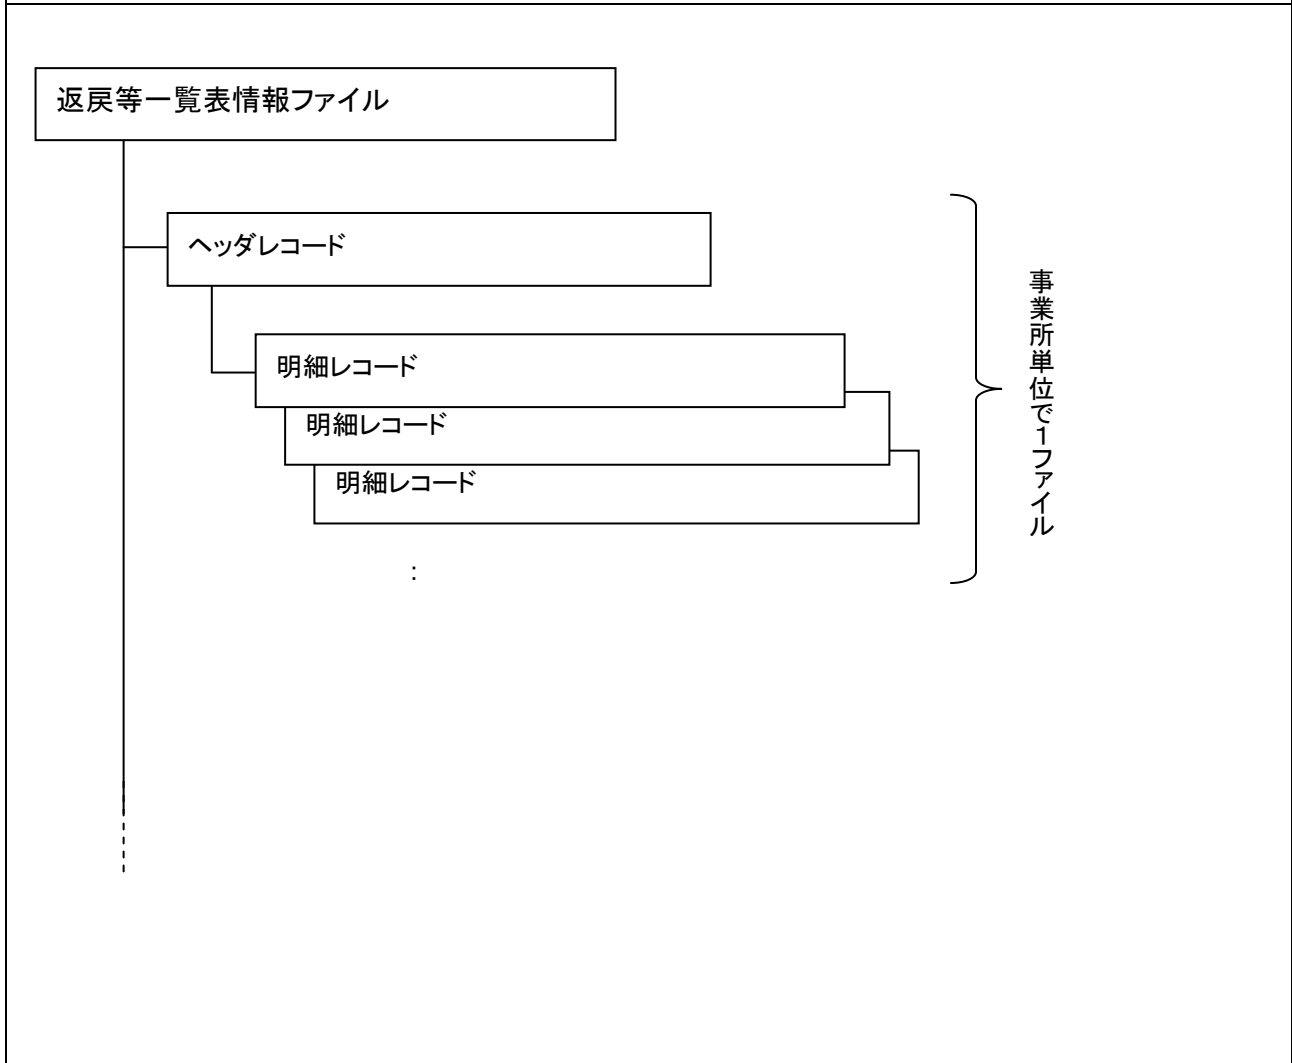 返戻等一覧表情報ファイル
ヘッダレコード
明細レコード
明細レコード
明細レコード
:
事業所単位で1ファイル